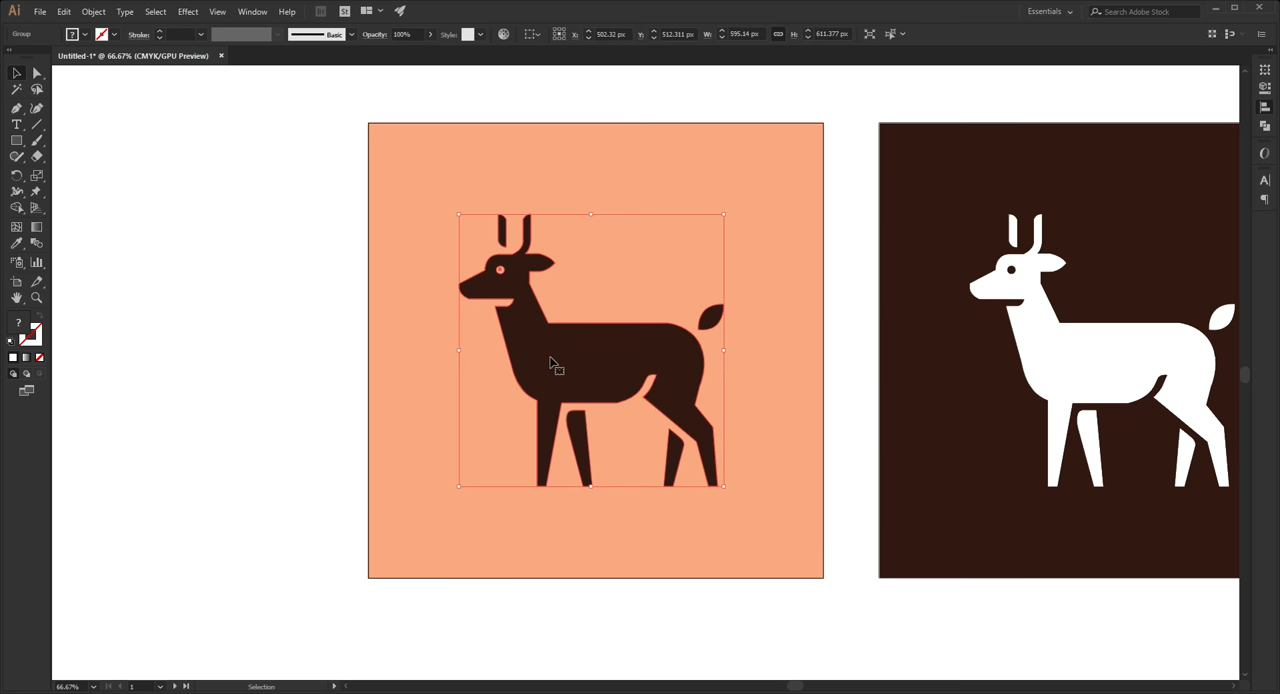 Ai File Edit Object Type Select Effect View Window Help Br St Essentials Search Adobe Stock
Group ? Stroke: Basic Opacity: 100% Style: X: 502.32 px Y: 512.311 px W: 595.14 px H: 611.377 px
Untitled-1* @ 66.67% (CMYK/GPU Preview) ×
T
?
O
A
66.67% 1 Selection